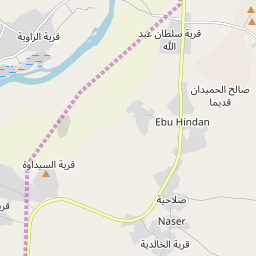 قرية الزاوية
قرية سلطان عبد
الله
صالح الحميدان
قديما
Ebu Hindan
قرية السيداوة
صلاحية
Naser
قرية الخالدية